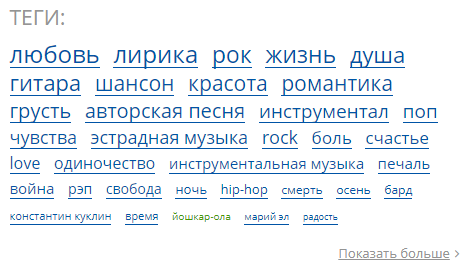 ТЕГИ:
любовь лирика рок жизнь душа
гитара шансон красота романтика
грусть авторская песня инструментал поп
чувства эстрадная музыка rock боль счастье
love одиночество инструментальная музыка печаль
война рэп свобода ночь hip-hop смерть осень бард
константин куклин время йошкар-ола марий эл радость
Показать больше >